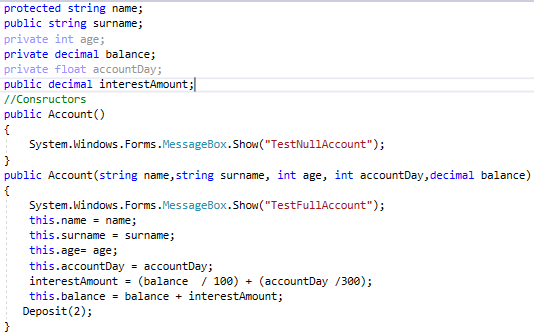 protected string name;
public string surname;
private int age;
private decimal balance;
private float accountDay;
public decimal interestAmount;
//Consructors
public Account()
{
System.Windows.Forms.MessageBox.Show("TestNullAccount");
}
public Account(string name,string surname, int age, int accountDay,decimal balance)
{
System.Windows.Forms.MessageBox.Show("TestFullAccount");
this.name = name;
this.surname = surname;
this.age= age;
this.accountDay = accountDay;
interestAmount = (balance  / 100) + (accountDay /300);
this.balance = balance + interestAmount;
Deposit(2);
}